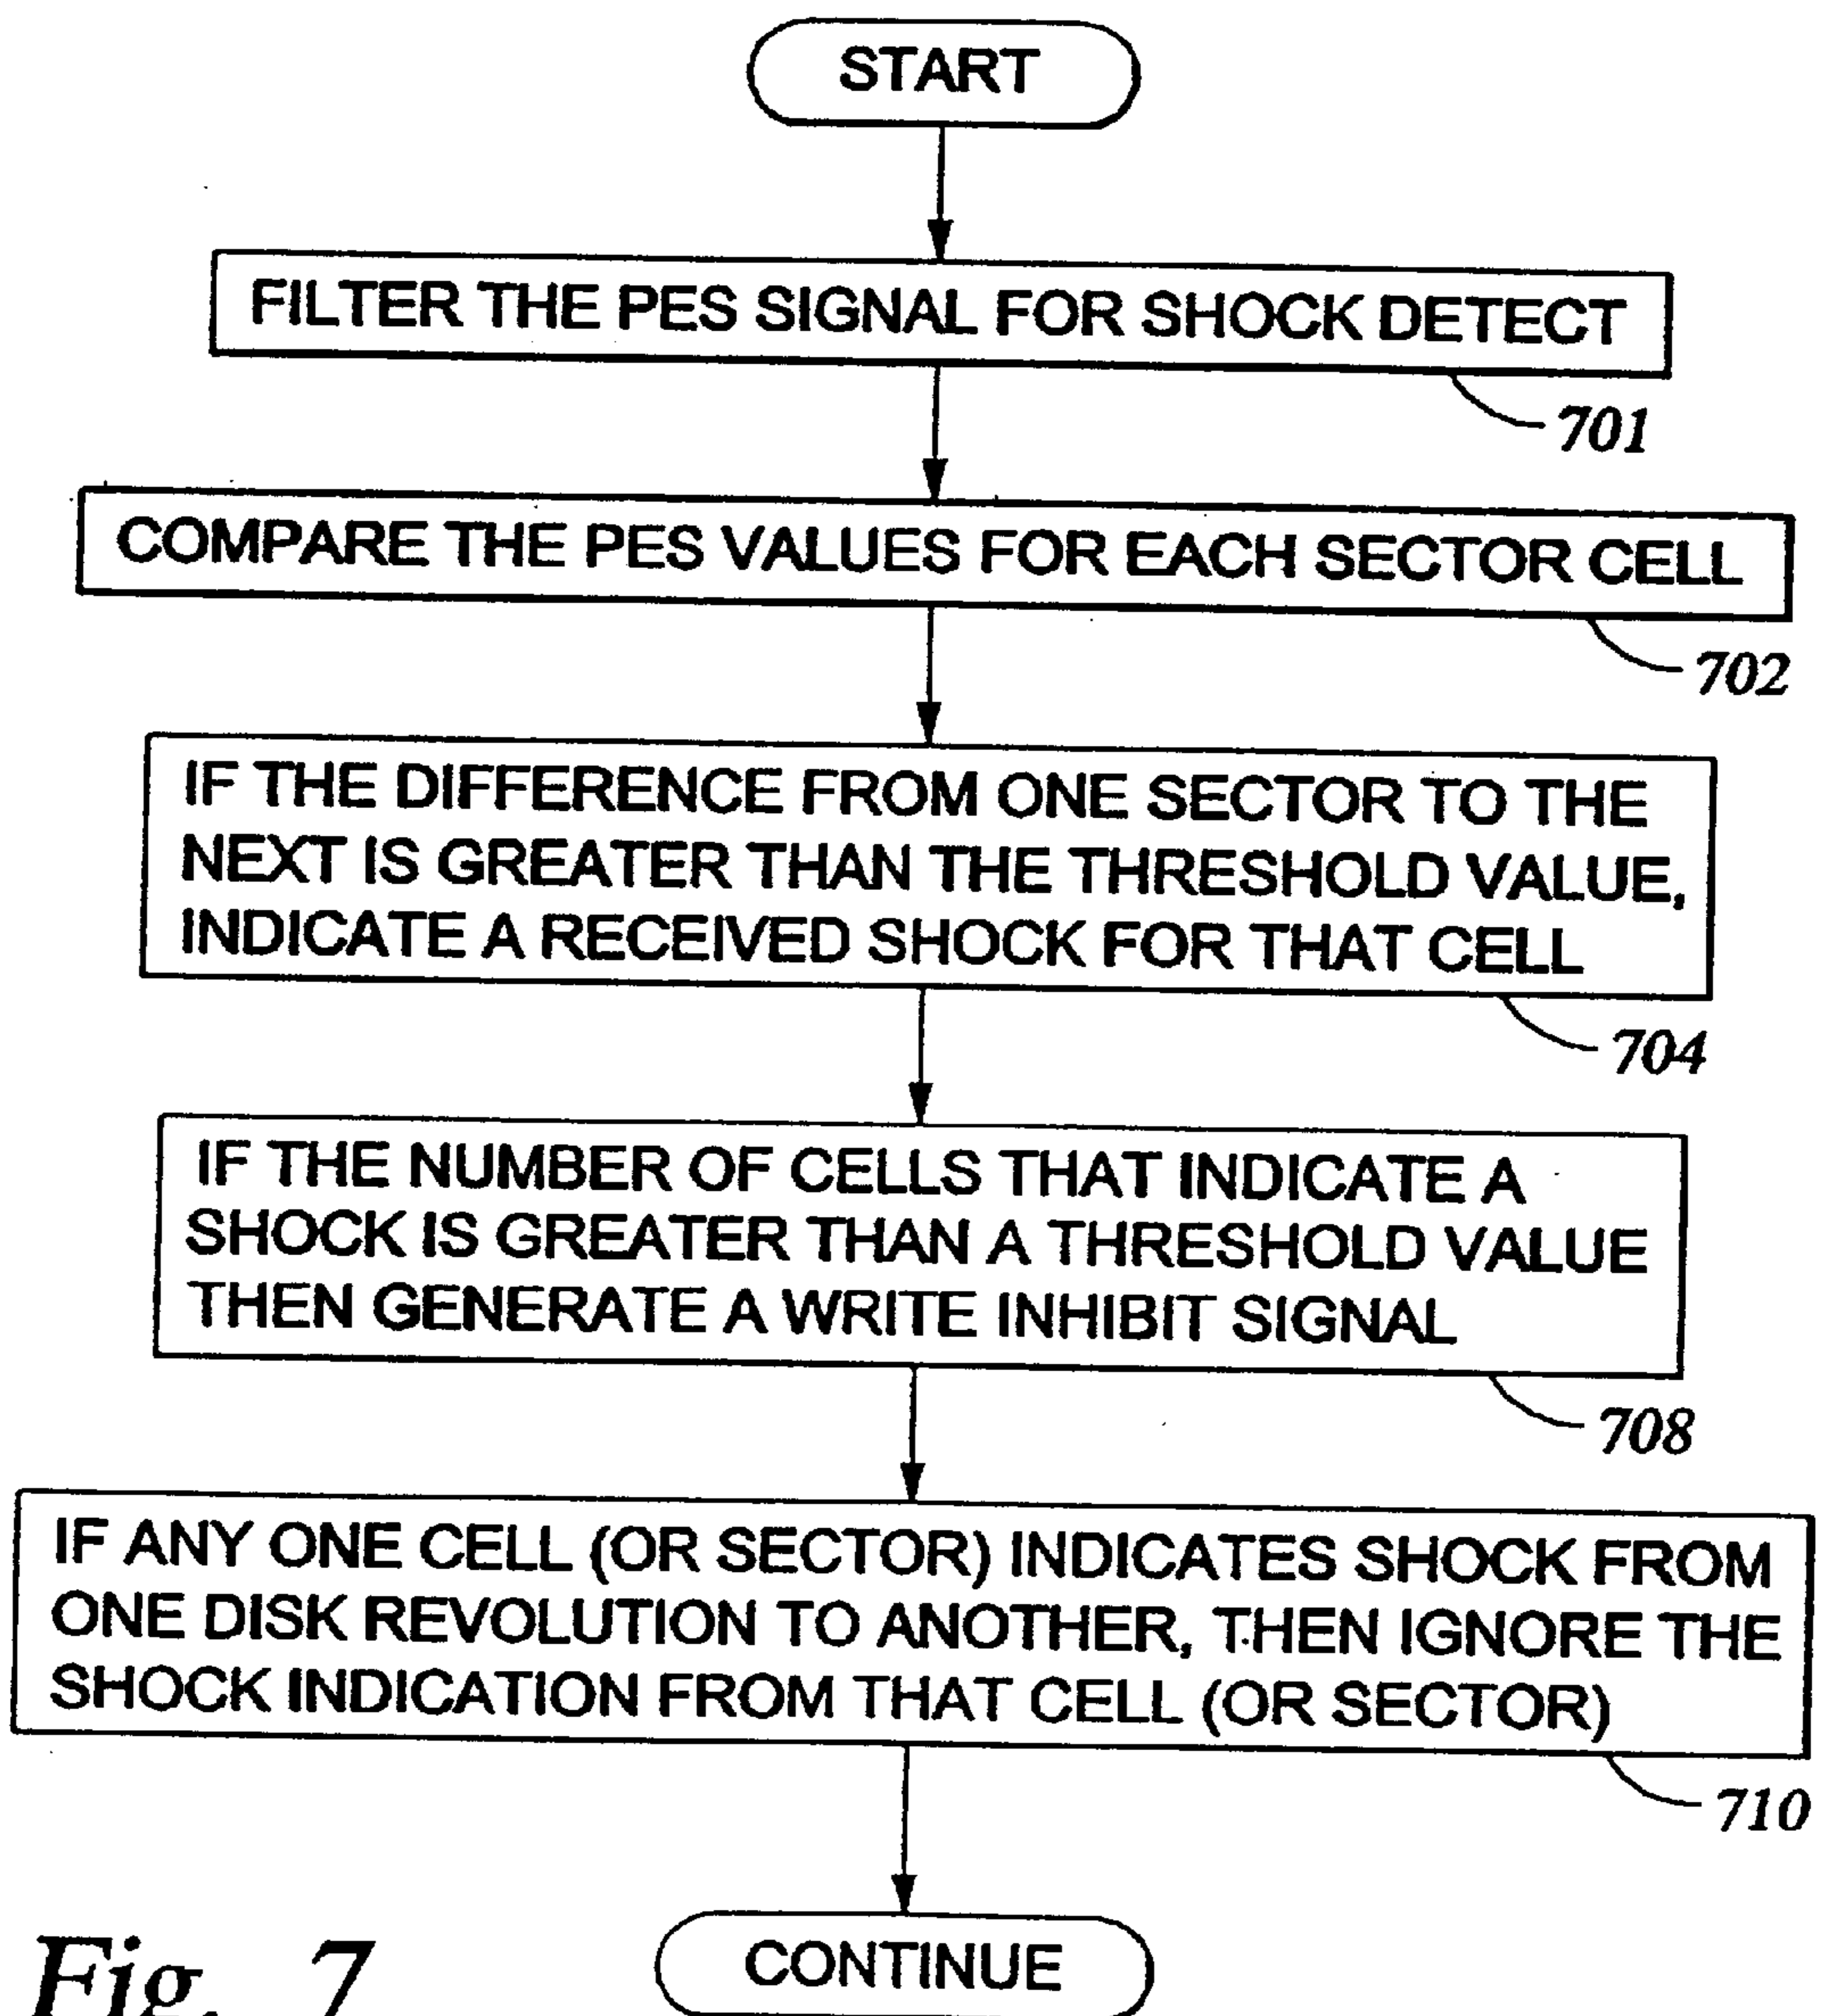 START
FILTER THE PES SIGNAL FOR SHOCK DETECT
701
COMPARE THE PES VALUES FOR EACH SECTOR CELL
702
IF THE DIFFERENCE FROM ONE SECTOR TO THE
NEXT IS GREATER THAN THE THRESHOLD VALUE,
INDICATE A RECEIVED SHOCK FOR THAT CELL
704
IF THE NUMBER OF CELLS THAT INDICATE A
SHOCK IS GREATER THAN A THRESHOLD VALUE
THEN GENERATE A WRITE INHIBIT SIGNAL
708
IF ANY ONE CELL (OR SECTOR) INDICATES SHOCK FROM
ONE DISK REVOLUTION TO ANOTHER, THEN IGNORE THE
SHOCK INDICATION FROM THAT CELL (OR SECTOR)
710
CONTINUE
Fig. 7